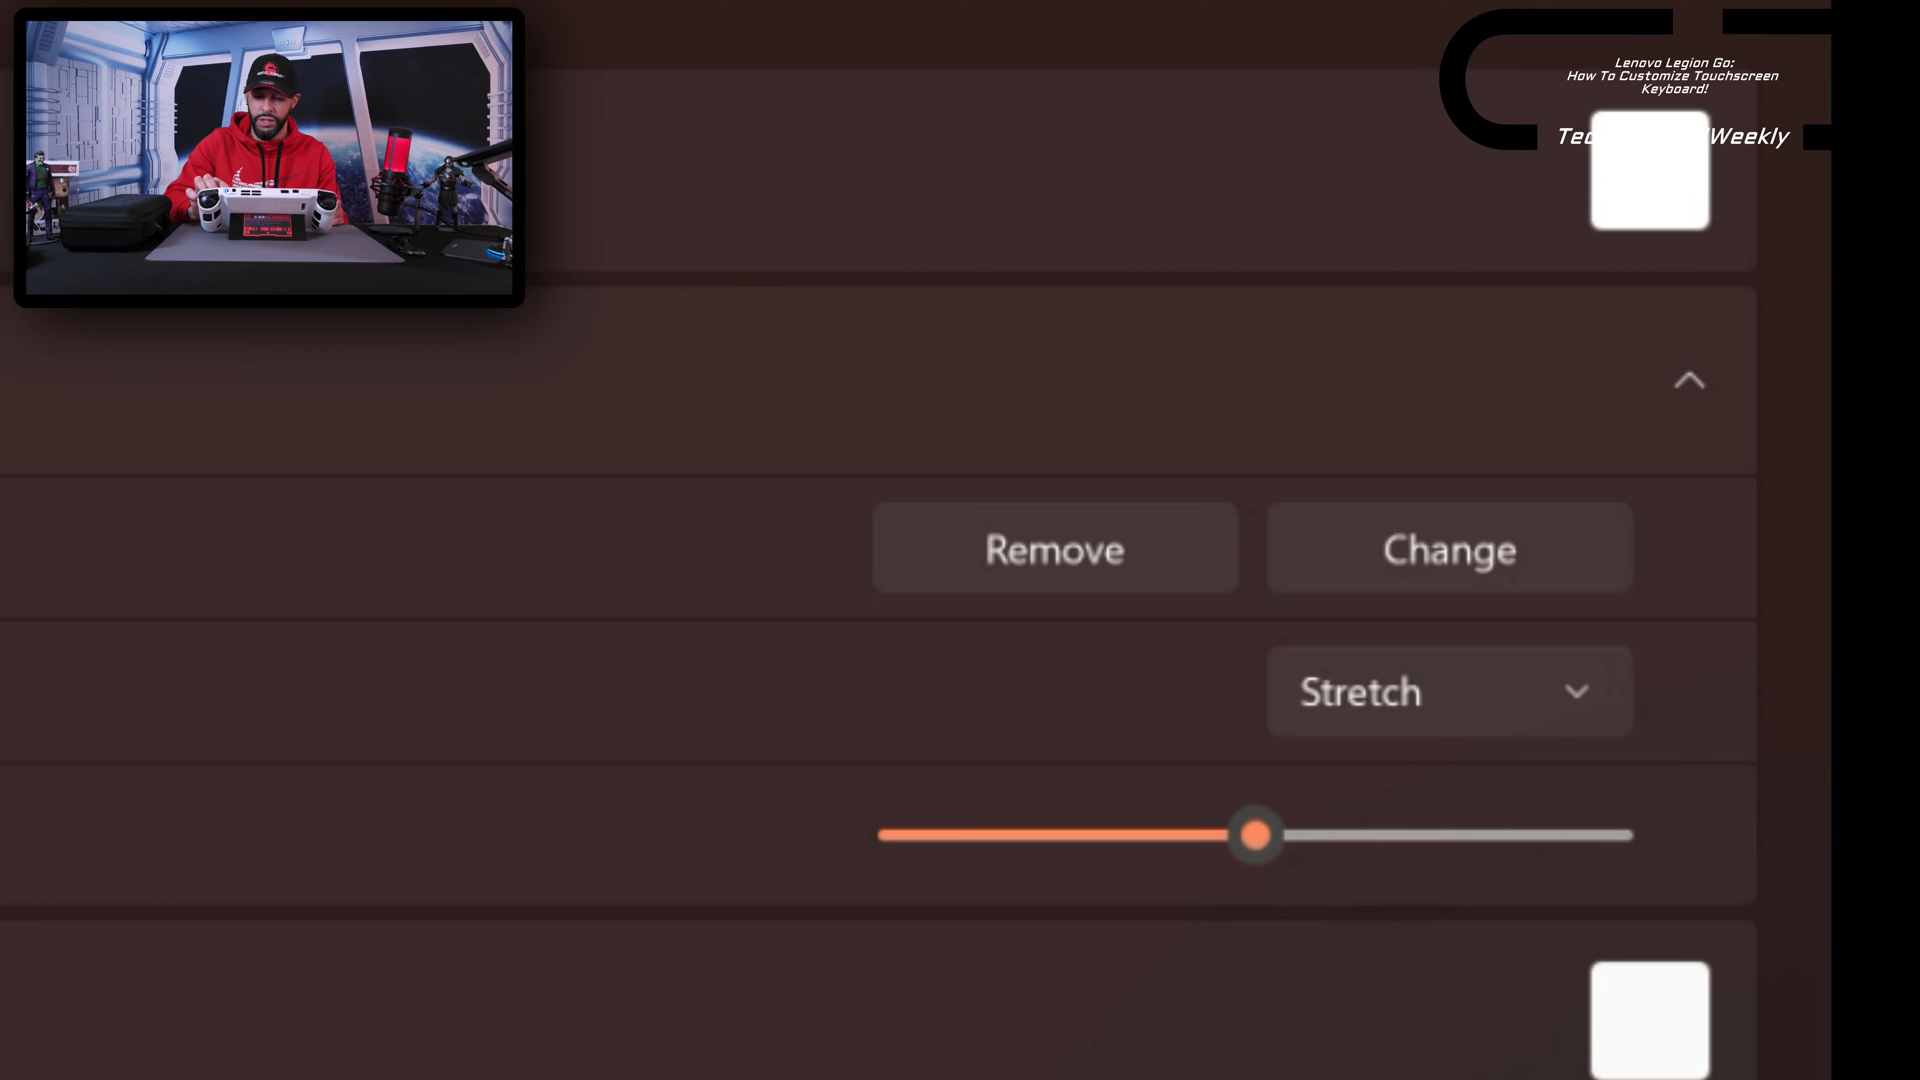 Lenovo Legion Go:
How To Customize Touchscreen
Keyboard!
Weekly
Remove
Change
Stretch